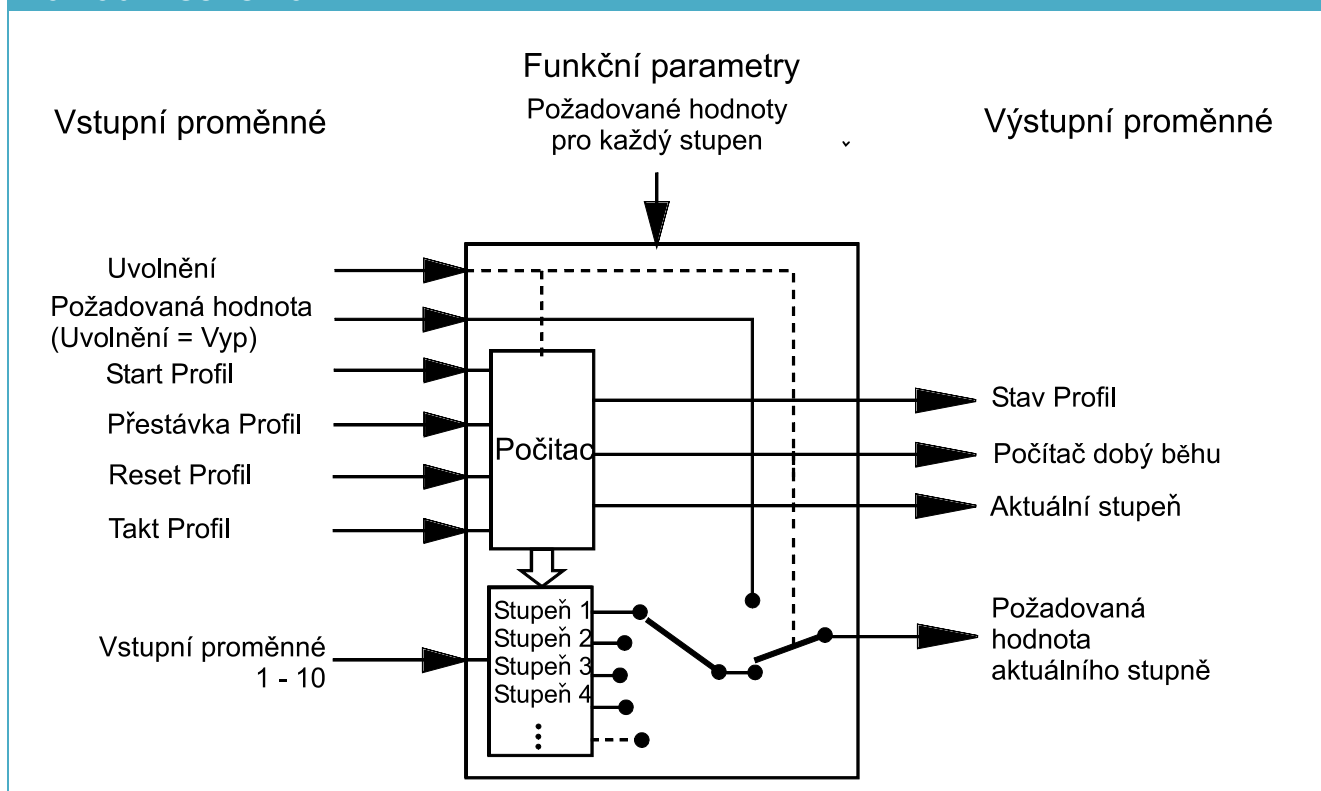 Funkční parametry
Požadované hodnoty
pro každý stupen ˇ
Vstupní proměnné
Výstupní proměnné
Uvolnění
Požadovaná hodnota
(Uvolnění = Vyp)
Start Profil
Přestávka Profil
Reset Profil
Takt Profil
Vstupní proměnné
1 - 10
Počitac
Stupeň 1
Stupeň 2
Stupeň 3
Stupeň 4
Stav Profil
Počítač dobý běhu
Aktuální stupeň
Požadovaná
hodnota
aktuálního stupně